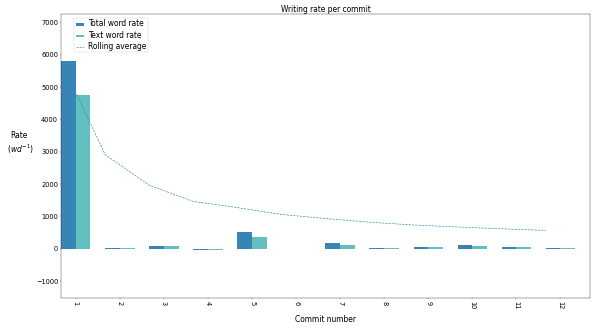 Writing rate per commit
Total word rate
Text word rate
Rolling average
7000
6000
5000
4000
3000
2000
1000
0
−1000
Rate
(wd⁻¹)
1 2 3 4 5 6 7 8 9 10 11 12
Commit number